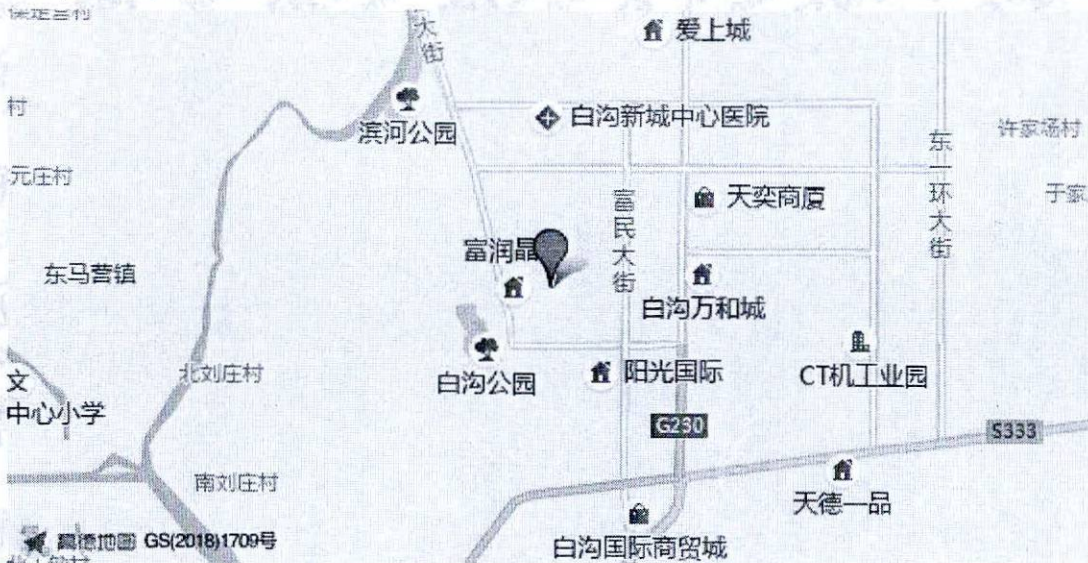 大街
爱上城
村
滨河公园
白沟新城中心医院
许家场村
元庄村
东一环大街
天奕商厦
于家
富民大街
富润晶
东马营镇
白沟万和城
文
中心小学
北刘庄村
白沟公园
阳光国际
CT机工业园
G230
S333
南刘庄村
天德一品
高德地图 GS(2018)1709号
白沟国际商贸城